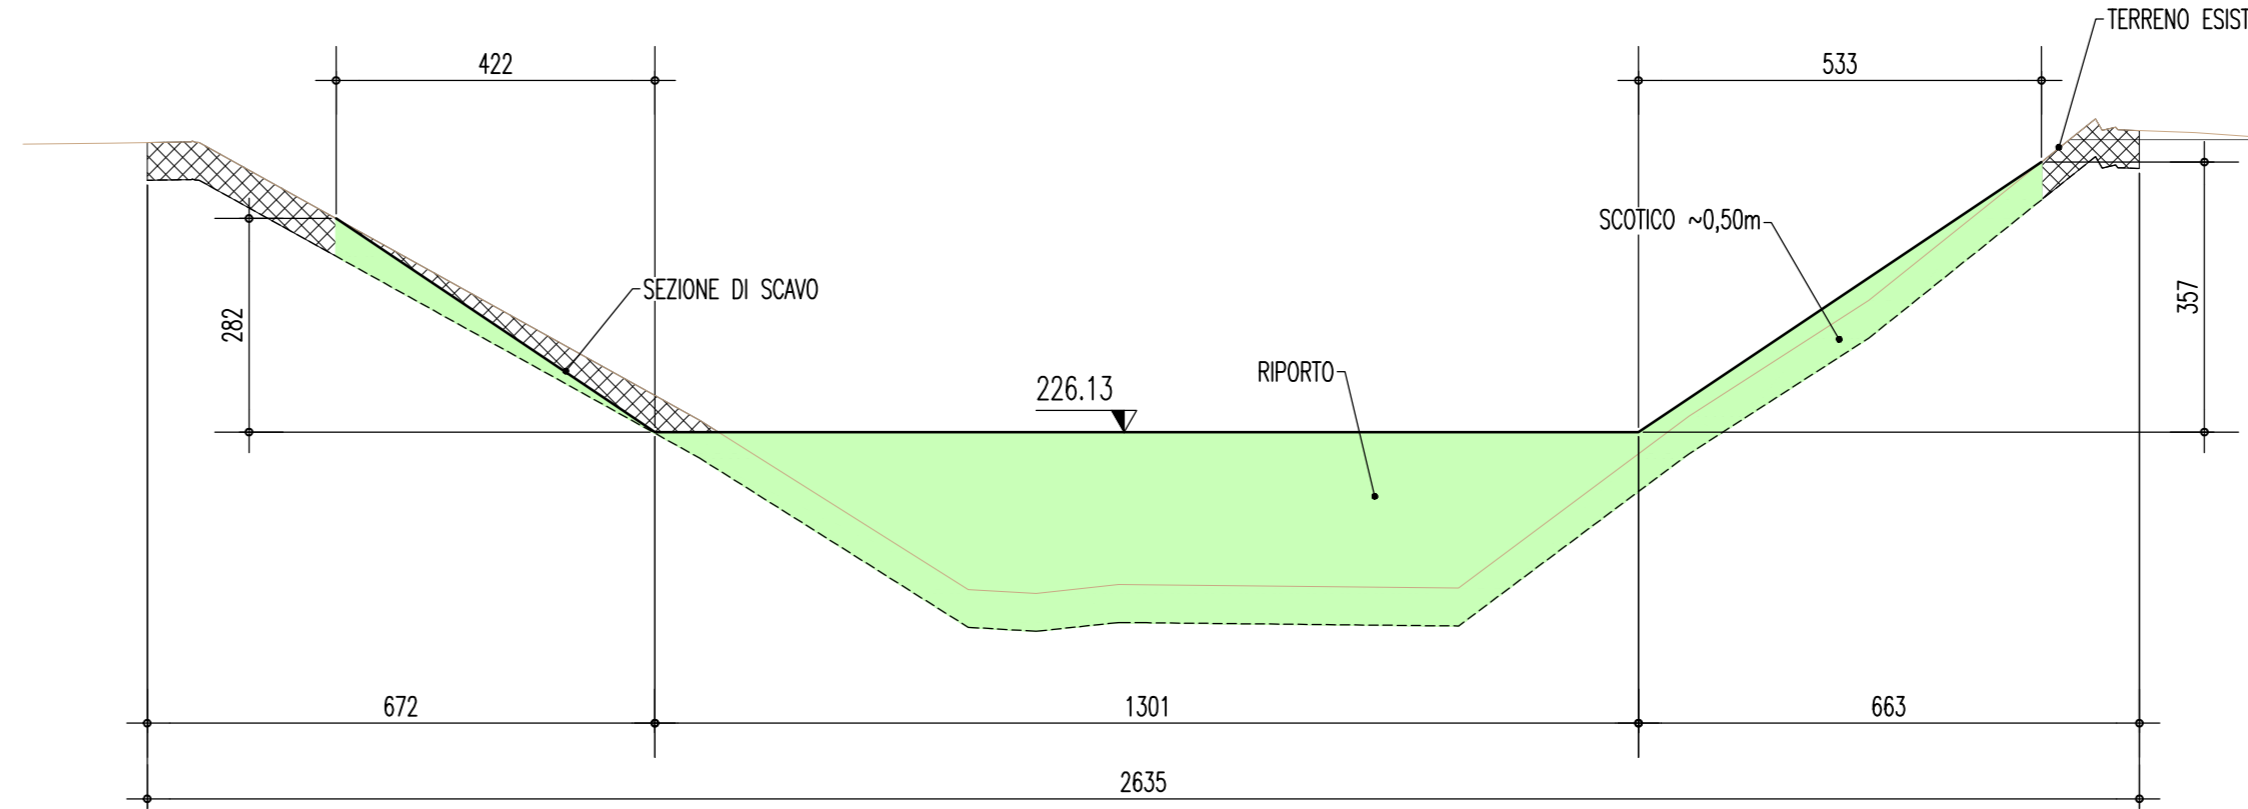 TERRENO ESIST
422
533
SCOTICO ~0,50m
SEZIONE DI SCAVO
282
357
RIPORTO
226.13
672
1301
663
2635